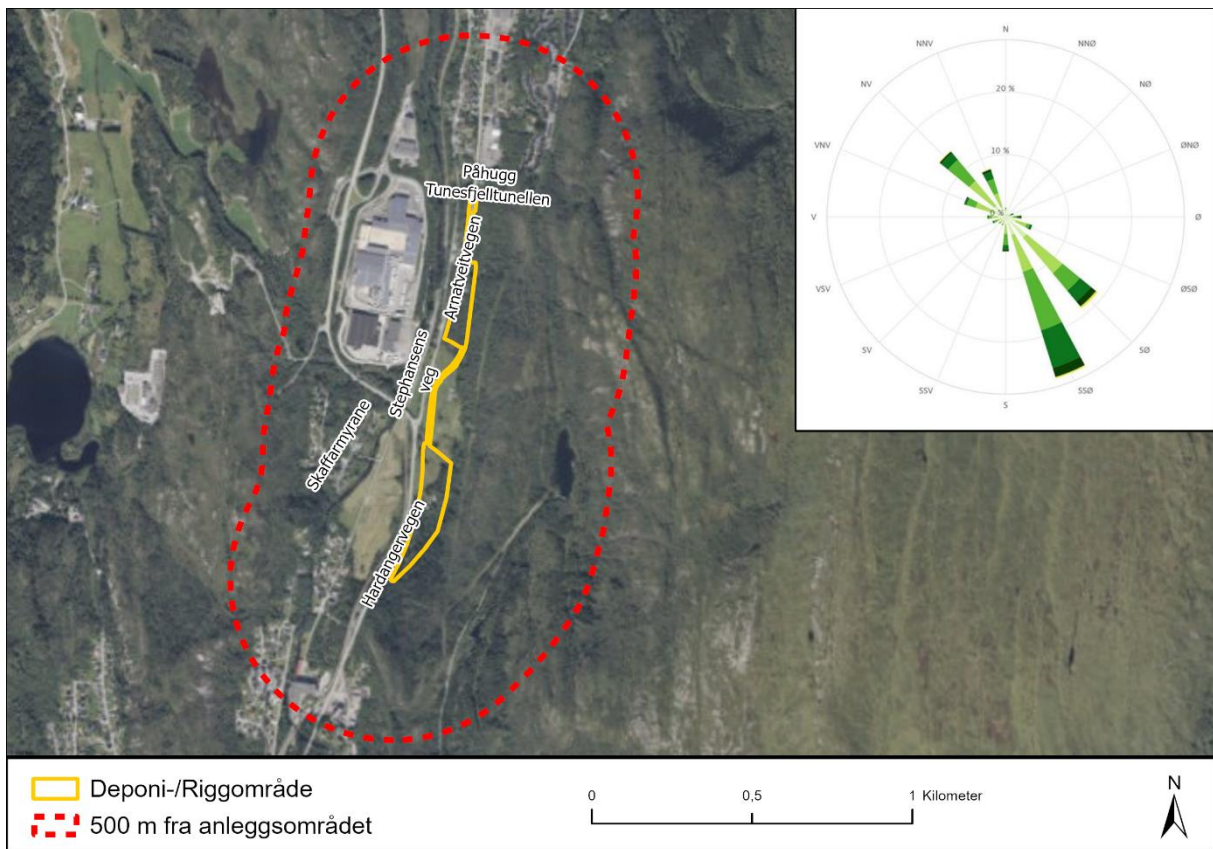 N
NNV
NNØ
NV
NØ
20 %
VNV
ØNØ
10 %
0 %
V
Ø
VSV
ØSØ
SV
SØ
SSV
SSØ
S
Påhugg
Tunesfjelltunellen
Arnatveitvegen
Stephansens
veg
Skaffarmyrane
Hardangervegen
Deponi-/Riggområde
500 m fra anleggsområdet
0
0,5
1 Kilometer
N